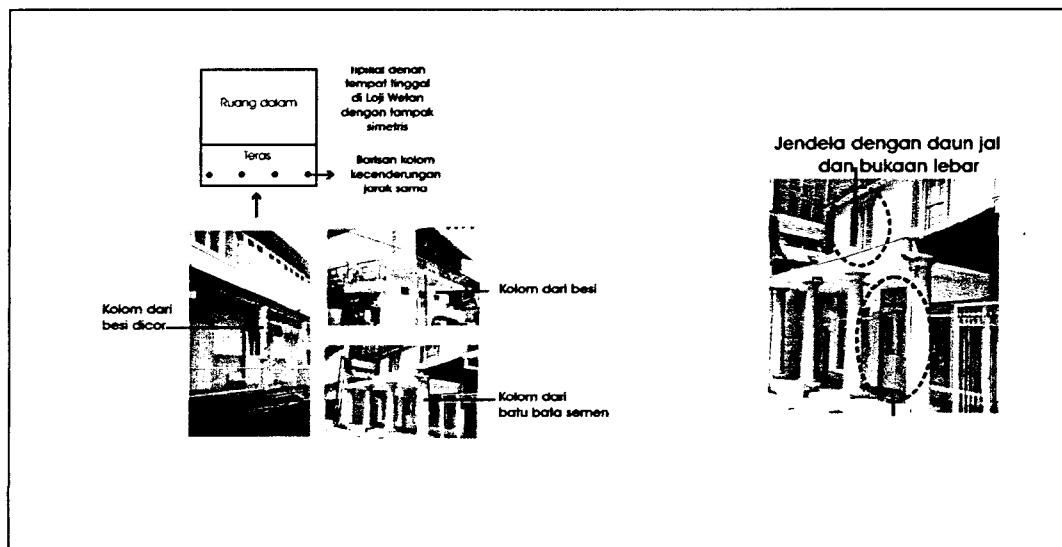 Tipikal denah
tempat tinggal
di Loji Wetan
dengan tampak
simetris
Ruang dalam
Teras
Barisan kolom
kecenderungan
jarak sama
Kolom dari
besi dicor
Kolom dari besi
Kolom dari
batu bata semen
Jendela dengan daun jal
dan bukaan lebar